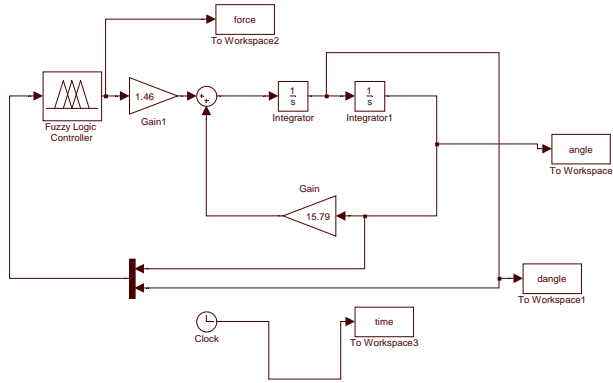 force
To Workspace2
1.46
Gain1
Fuzzy Logic
Controller
+
+
1
s
Integrator
1
s
Integrator1
angle
To Workspace
Gain
15.79
dangle
To Workspace1
Clock
time
To Workspace3